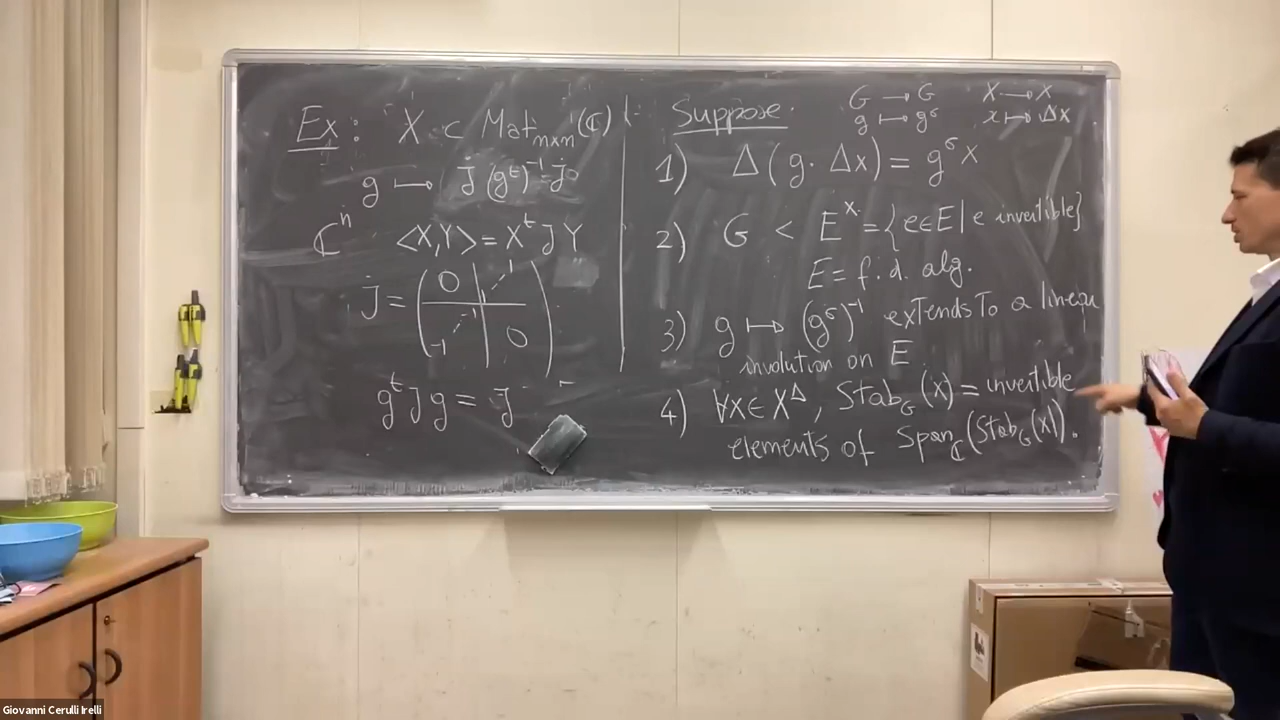 Ex: X ⊂ Mat_{n×n}(ℂ)
g ⟼ J (g^t)^{-1} J
ℂ^n <X,Y> = X^t J Y
J = ( 0 | 1 / -1 -1 | 0 )
g^t J g = J
Suppose. G → G X → X
g ⟼ g^σ x ⟼ Δx
1) Δ(g· Δx) = g^σ x
2) G < E^× = {e∈E | e invertible}
E = f.d. alg.
3) g ⟼ (g^σ)^{-1} extends to a linear
involution on E
4) ∀x∈X^Δ, Stab_G(x) = invertible
elements of Span_ℂ(Stab_G(x)).
Giovanni Cerulli Irelli